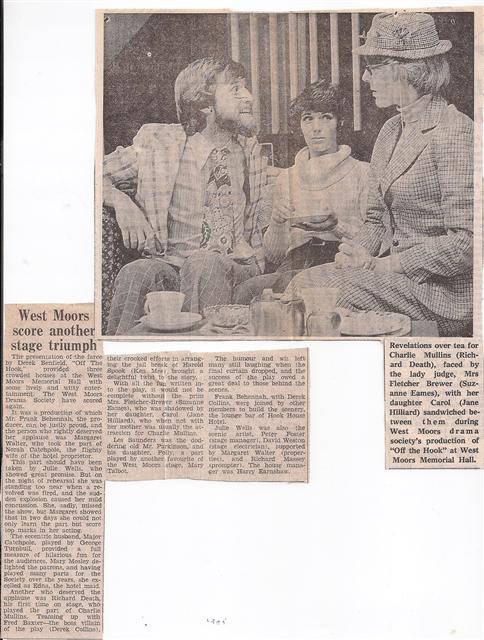 West Moors
score another
stage triumph
The presentation of the farce
by Derek Benfield, "Off The
Hook," provided three
crowded houses at the West
Moors Memorial Hall with
some lively and witty enter-
tainment. The West Moors
Drama Society have scored
again.
It was a production of which
Mr. Frank Behennah, the pro-
ducer, can be justly proud, and
the person who rightly deserved
her applause was Margaret
Walter, who took the part of
Norah Catchpole, the flighty
wife of the hotel proprietor.
This part should have been
taken by Julie Wells, who
showed great promise. But on
the night of rehearsal she was
standing too near when a re-
volver was fired, and the sud-
den explosion caused her mild
concussion. She, sadly, missed
the show, but Margaret showed
that in two days she could not
only learn the part but score
top marks in her acting.
The eccentric husband, Major
Catchpole, played by George
Turnbull, provided a full
measure of hilarious fun for
the audiences. Mary Mosley de-
lighted the patrons, and having
played many parts for the
Society over the years, she ex-
celled as Edna, the hotel maid.
Another who deserved the
applause was Richard Death,
his first time on stage, who
played the part of Charlie
Mullins. Teaming up with
Fred Baxter—the boss villain
of the play (Derek Collins),
their crooked efforts in arrang-
ing the jail break of Harold
Spook (Ken Moss) brought a
delightful twist to the story.
With all the fun written in-
to the play, it would not be
complete without the prim
Mrs. Fletcher-Brewer (Suzanne
Eames), who was shadowed by
her daughter, Carol (Jane
Hilliard), who when not with
her mother was usually the at-
traction for Charlie Mullins.
Les Saunders was the dod-
dering old Mr. Parkinson, and
his daughter, Polly, a part
played by another favourite of
the West Moors stage, Mary
Talbot.
The humour and wit left
many still laughing when the
final curtain dropped, and the
success of the play owed a
great deal to those behind the
scenes.
Frank Behennah, with Derek
Collins, were joined by other
members to build the scenery,
the lounge bar of Hook House
Hotel.
Julie Wells was also the
scenic artist, Patsy Forger
(stage manager), David Weston
(stage electrician), supported
by Margaret Walter (proper-
ties), and Richard Massey
(prompter). The house mana-
ger was Harry Earnshaw.
Revelations over tea for
Charlie Mullins (Rich-
ard Death), faced by
the lady judge, Mrs
Fletcher Brewer (Suz-
anne Eames), with her
daughter Carol (Jane
Hilliard) sandwiched be-
tween them during
West Moors drama
society's production of
"Off the Hook" at West
Moors Memorial Hall.